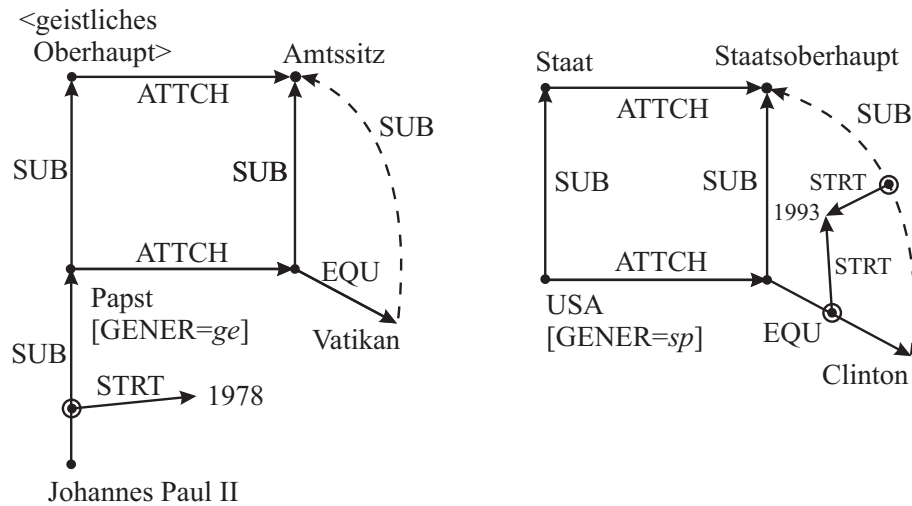 <geistliches
Oberhaupt>
Amtssitz
ATTCH
SUB
SUB
SUB
ATTCH
EQU
Papst
[GENER=ge]
Vatikan
SUB
STRT
1978
Johannes Paul II
Staat
Staatsoberhaupt
ATTCH
SUB
SUB
SUB
STRT
1993
ATTCH
STRT
USA
[GENER=sp]
EQU
Clinton